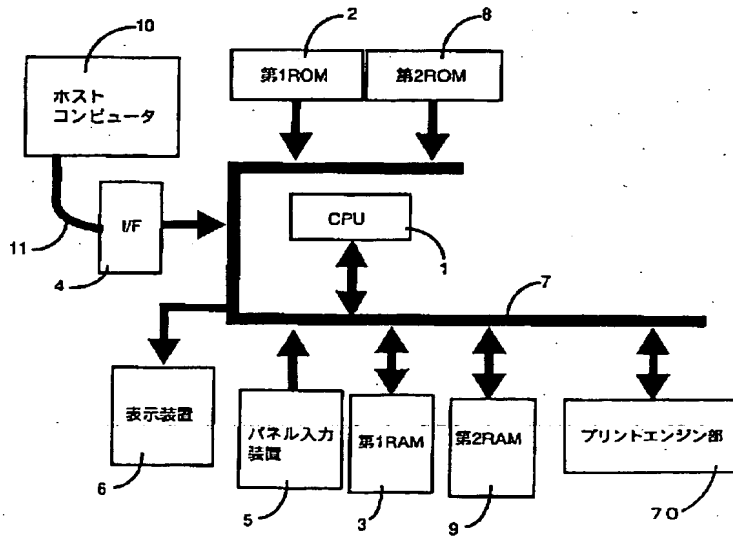 10
2
8
ホスト
コンピュータ
第1ROM
第2ROM
I/F
CPU
11
4
1
7
表示装置
パネル入力
装置
第1RAM
第2RAM
プリントエンジン部
6
5
3
9
70